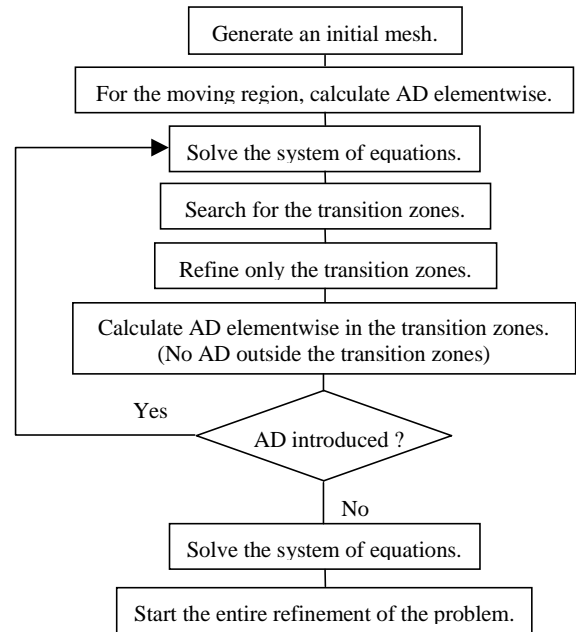 Generate an initial mesh.
For the moving region, calculate AD elementwise.
Solve the system of equations.
Search for the transition zones.
Refine only the transition zones.
Calculate AD elementwise in the transition zones.
(No AD outside the transition zones)
Yes
AD introduced ?
No
Solve the system of equations.
Start the entire refinement of the problem.